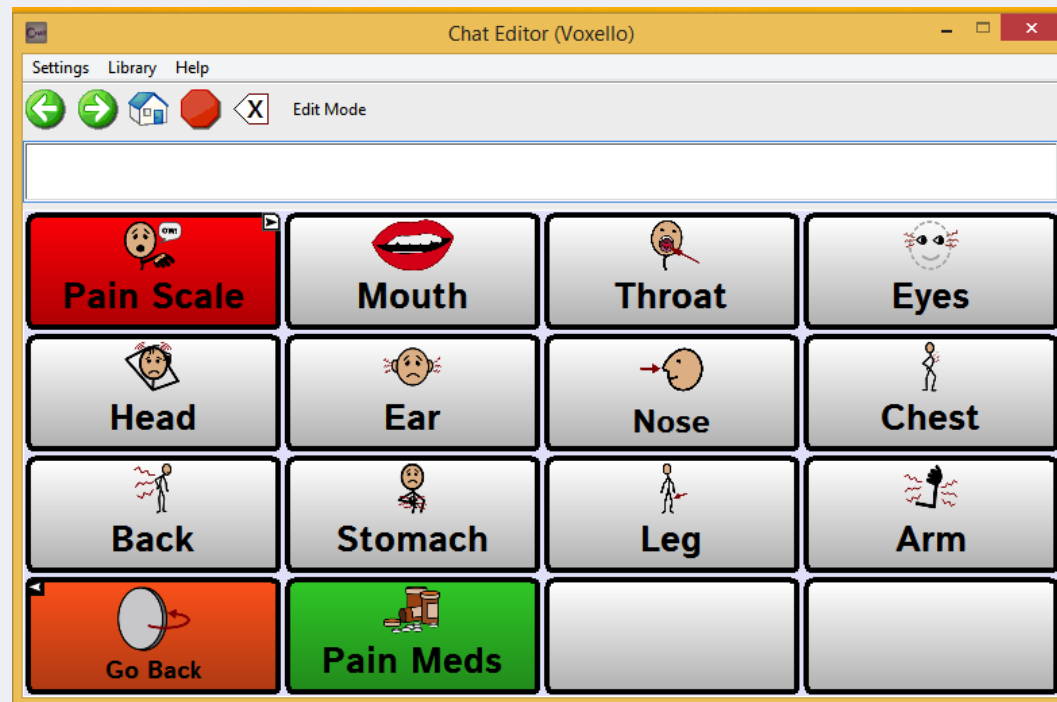 Chat Editor (Voxello)
Settings Library Help
X Edit Mode
OW!
Pain Scale Mouth Throat Eyes
Head Ear Nose Chest
Back Stomach Leg Arm
Go Back Pain Meds